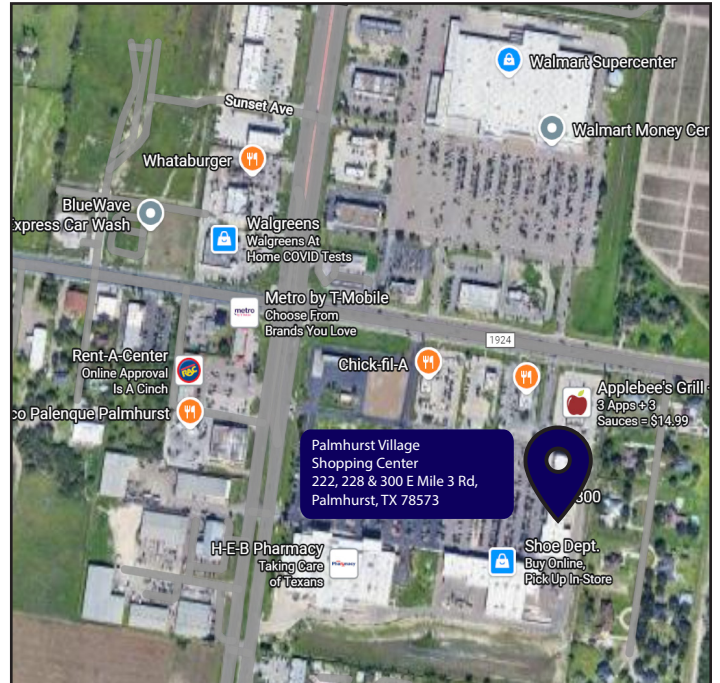 Walmart Supercenter
Sunset Ave
Walmart Money Cer
Whataburger
BlueWave
Express Car Wash
Walgreens
Walgreens At
Home COVID Tests
metro
Metro by T-Mobile
Choose From
Brands You Love
1924
Rent-A-Center
Online Approval
Is A Cinch
RAC
Chick-fil-A
Applebee's Grill
3 Apps + 3
Sauces = $14.99
co Palenque Palmhurst
Palmhurst Village
Shopping Center
222, 228 & 300 E Mile 3 Rd,
Palmhurst, TX 78573
300
H-E-B Pharmacy
Taking Care
of Texans
Shoe Dept.
Buy Online,
Pick Up In-Store